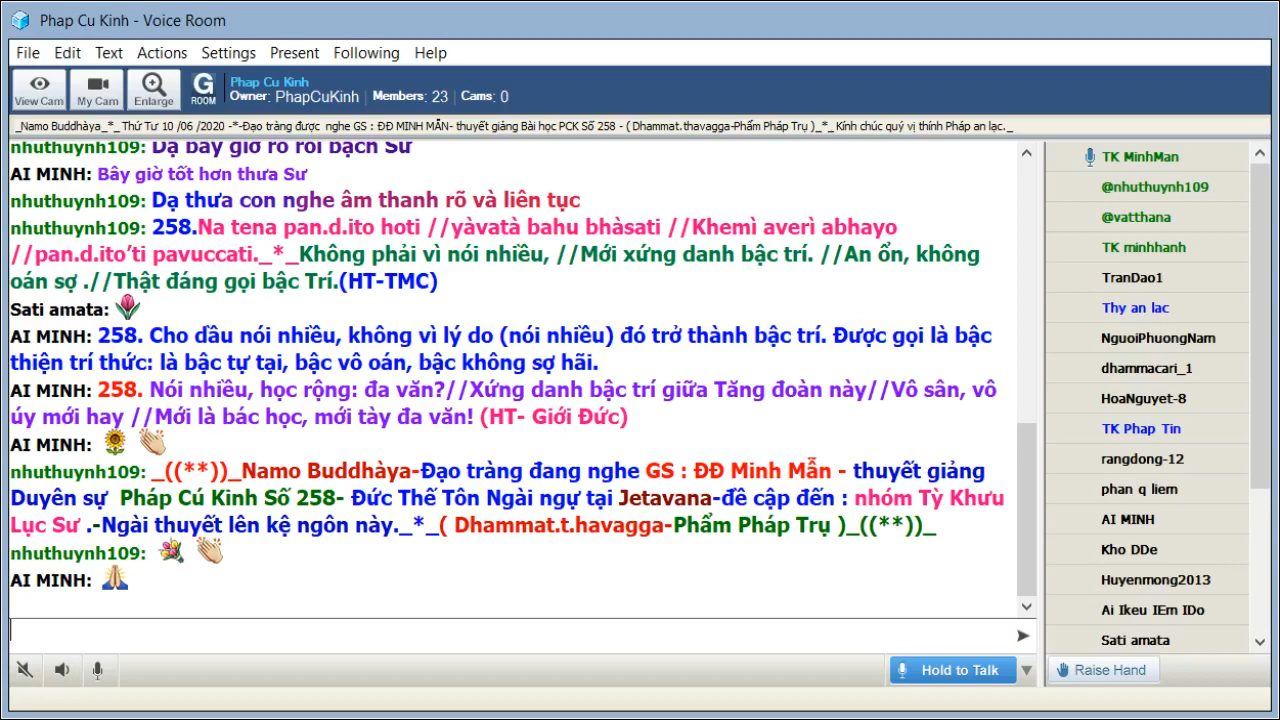 Phap Cu Kinh - Voice Room
File Edit Text Actions Settings Present Following Help
View Cam My Cam Enlarge G ROOM
Phap Cu Kinh
Owner: PhapCuKinh | Members: 23 | Cams: 0
_Namo Buddhàya_*_ Thứ Tư 10 /06 /2020 -*-Đạo tràng được nghe GS : ĐĐ MINH MẪN- thuyết giảng Bài học PCK Số 258 - ( Dhammat.thavagga-Phẩm Pháp Trụ )_*_ Kính chúc quý vị thính Pháp an lạc._
nhuthuynh109: Dạ bây giờ rõ rồi bạch Sư
AI MINH: Bây giờ tốt hơn thưa Sư
nhuthuynh109: Dạ thưa con nghe âm thanh rõ và liên tục
nhuthuynh109: 258.Na tena pan.d.ito hoti //yàvatà bahu bhàsati //Khemì averì abhayo
//pan.d.ito’ti pavuccati._*_Không phải vì nói nhiều, //Mới xứng danh bậc trí. //An ổn, không
oán sợ .//Thật đáng gọi bậc Trí.(HT-TMC)
Sati amata:
AI MINH: 258. Cho dầu nói nhiều, không vì lý do (nói nhiều) đó trở thành bậc trí. Được gọi là bậc
thiện trí thức: là bậc tự tại, bậc vô oán, bậc không sợ hãi.
AI MINH: 258. Nói nhiều, học rộng: đa văn?//Xứng danh bậc trí giữa Tăng đoàn này//Vô sân, vô
úy mới hay //Mới là bác học, mới tày đa văn! (HT- Giới Đức)
AI MINH:
nhuthuynh109: _((**))_Namo Buddhàya-Đạo tràng đang nghe GS : ĐĐ Minh Mẫn - thuyết giảng
Duyên sự Pháp Cú Kinh Số 258- Đức Thế Tôn Ngài ngự tại Jetavana-đề cập đến : nhóm Tỳ Khưu
Lục Sư .-Ngài thuyết lên kệ ngôn này._*_( Dhammat.t.havagga-Phẩm Pháp Trụ )_((**))_
nhuthuynh109:
AI MINH:
Hold to Talk
TK MinhMan
@nhuthuynh109
@vatthana
TK minhhanh
TranDao1
Thy an lac
NguoiPhuongNam
dhammacari_1
HoaNguyet-8
TK Phap Tin
rangdong-12
phan q liem
AI MINH
Kho DDe
Huyenmong2013
Ai Ikeu IEm IDo
Sati amata
Raise Hand